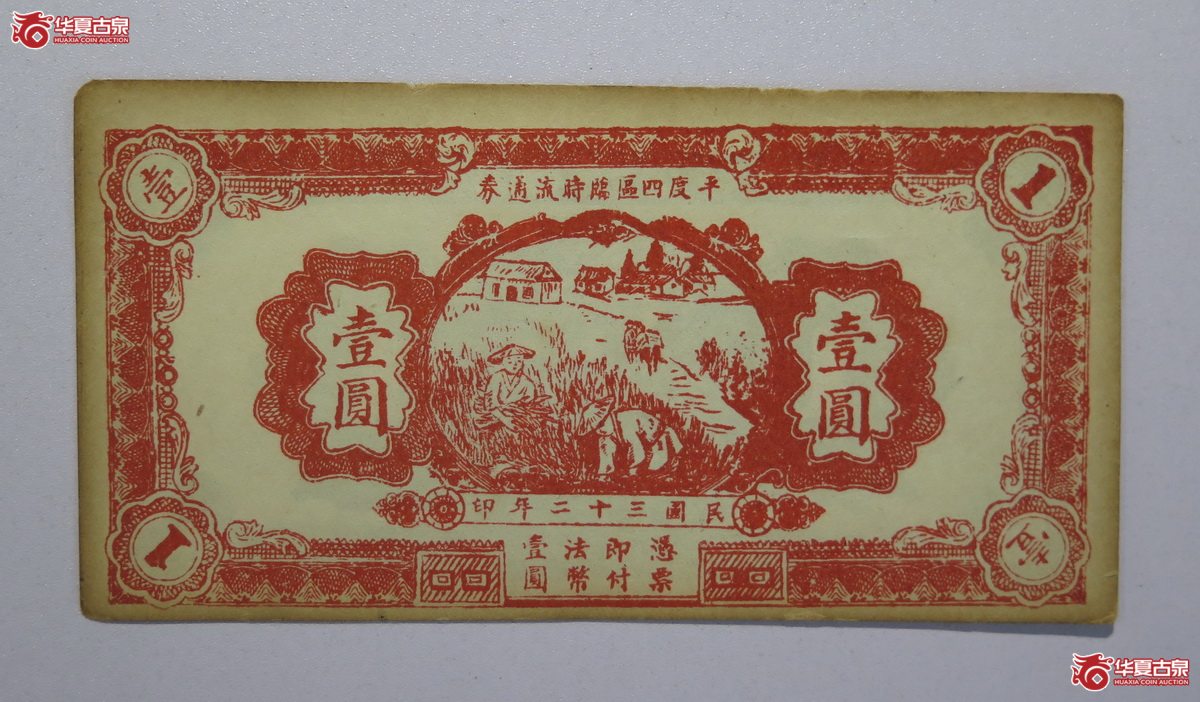 华夏古泉
HUAXIA COIN AUCTION
壹
1
平度四區臨時流通券
壹圓
壹圓
民國三十二年印
憑票即付法幣壹圓
1
華夏古泉
HUAXIA COIN AUCTION